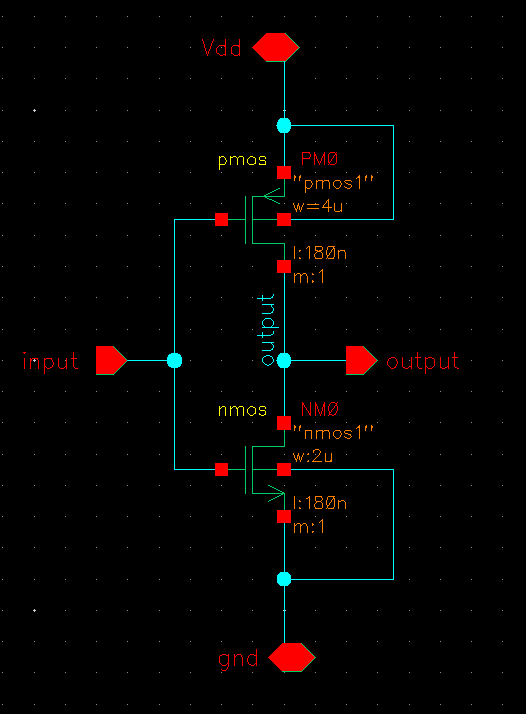 Vdd
pmos
PM0
"pmos1"
w=4u
l:180n
m:1
output
input
output
nmos
NM0
"nmos1"
w:2u
l:180n
m:1
gnd